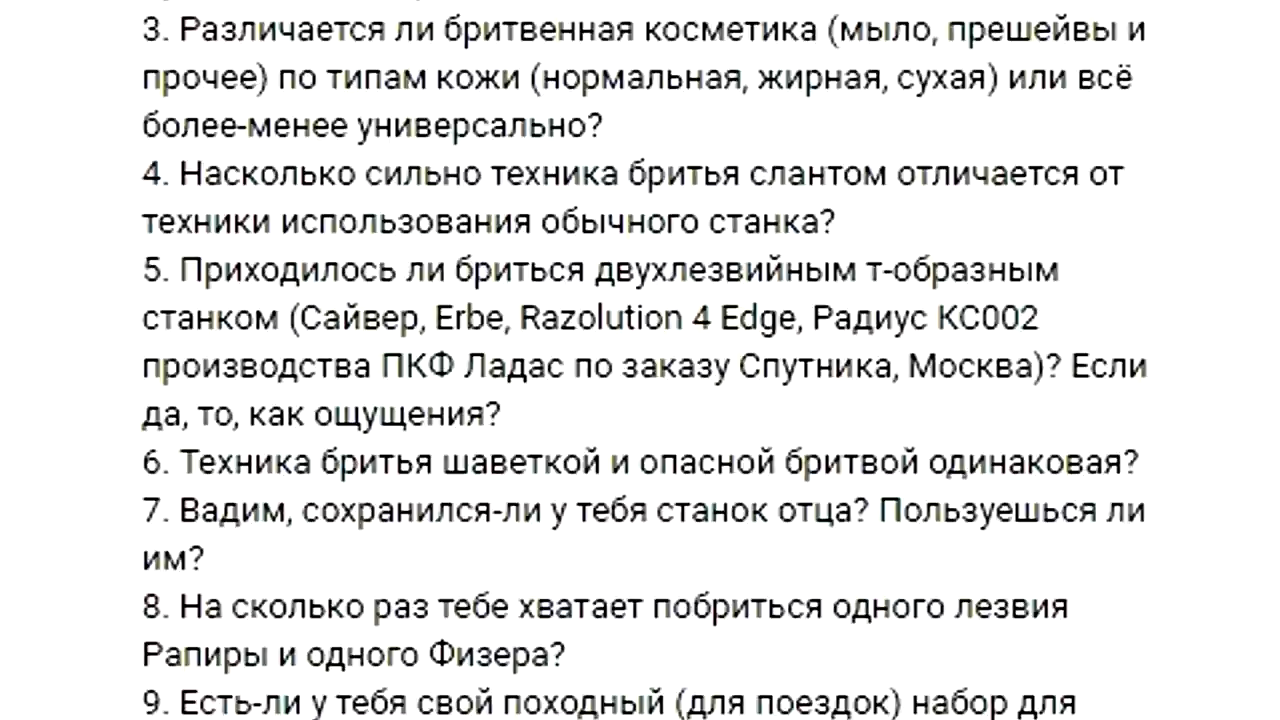 3. Различается ли бритвенная косметика (мыло, прешейвы и
прочее) по типам кожи (нормальная, жирная, сухая) или всё
более-менее универсально?
4. Насколько сильно техника бритья слантом отличается от
техники использования обычного станка?
5. Приходилось ли бриться двухлезвийным т-образным
станком (Сайвер, Erbe, Razolution 4 Edge, Радиус КС002
производства ПКФ Ладас по заказу Спутника, Москва)? Если
да, то, как ощущения?
6. Техника бритья шаветкой и опасной бритвой одинаковая?
7. Вадим, сохранился-ли у тебя станок отца? Пользуешься ли
им?
8. На сколько раз тебе хватает побриться одного лезвия
Рапиры и одного Физера?
9. Есть-ли у тебя свой походный (для поездок) набор для